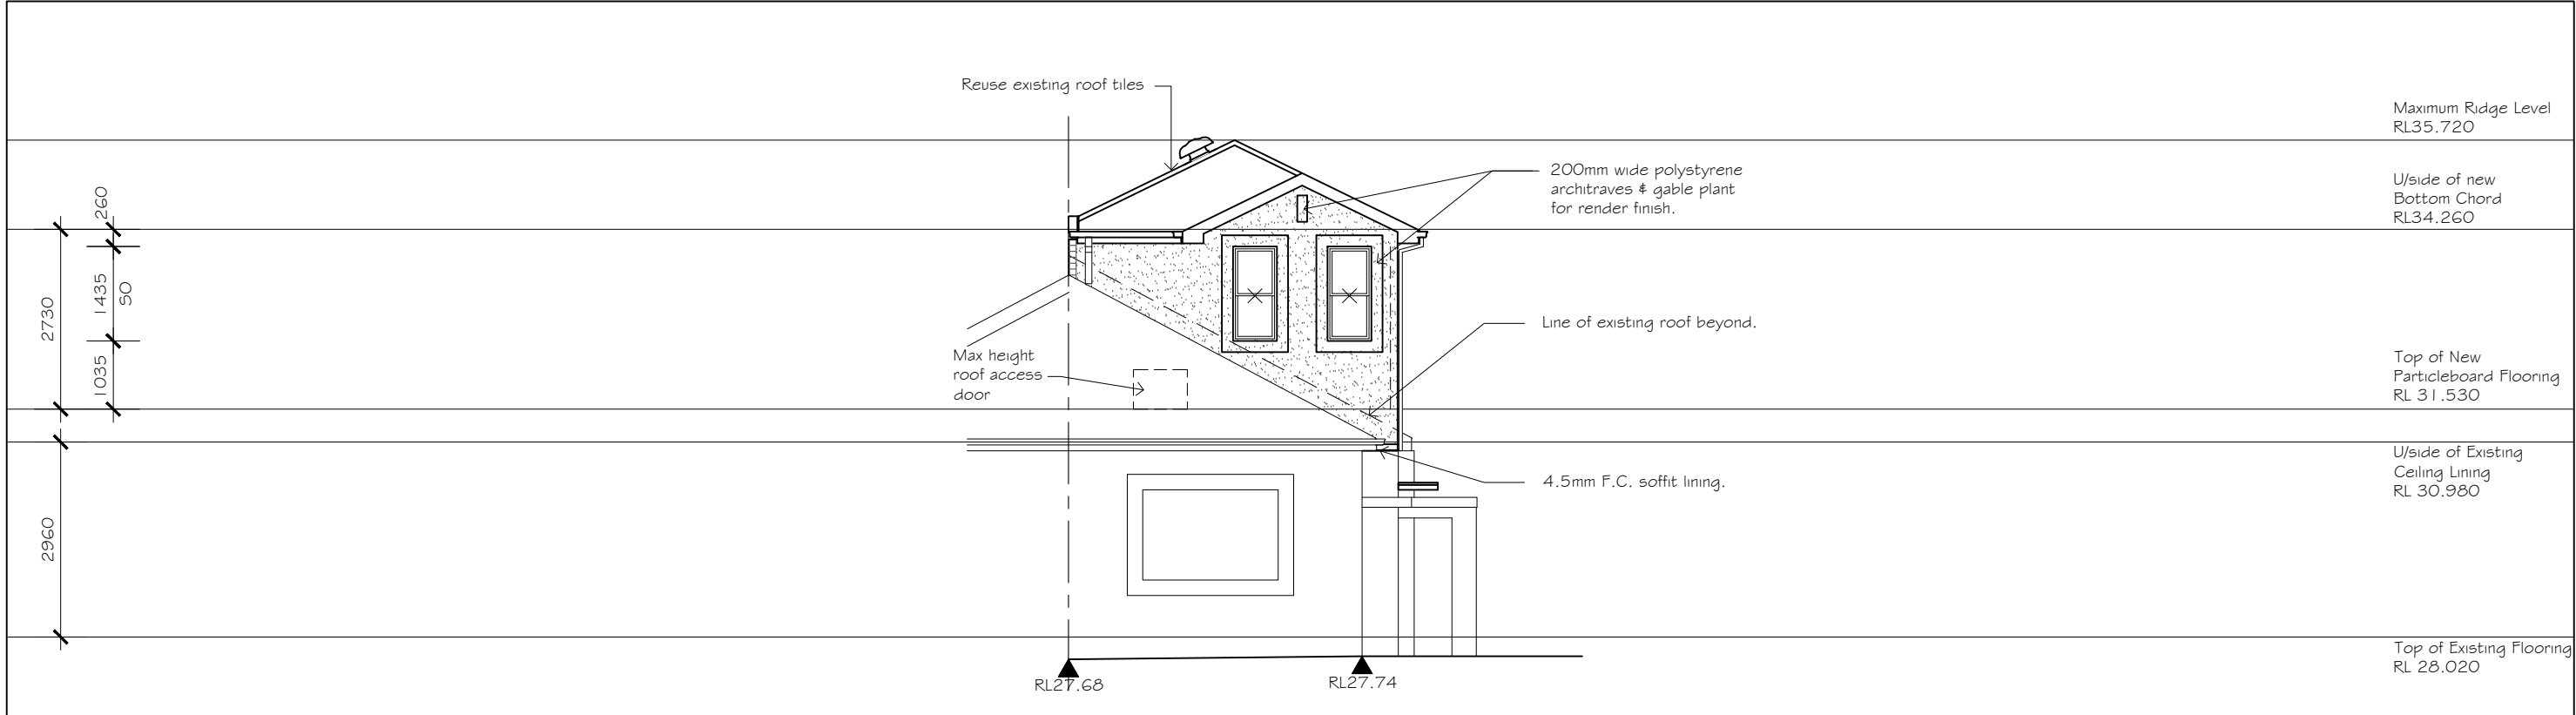 Reuse existing roof tiles
Maximum Ridge Level
RL35.720
200mm wide polystyrene
architraves & gable plant
for render finish.
U/side of new
Bottom Chord
RL34.260
260
1435
SO
2730
1035
Line of existing roof beyond.
Max height
roof access
door
Top of New
Particleboard Flooring
RL 31.530
U/side of Existing
Ceiling Lining
RL 30.980
4.5mm F.C. soffit lining.
2960
Top of Existing Flooring
RL 28.020
RL27.68
RL27.74